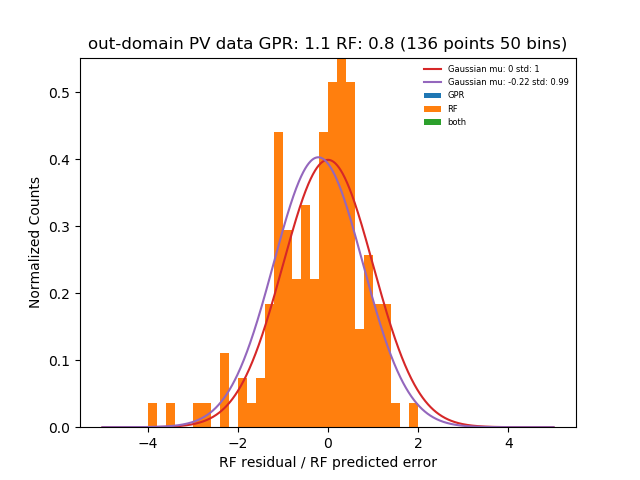 out-domain PV data GPR: 1.1 RF: 0.8 (136 points 50 bins)
Gaussian mu: 0 std: 1
Gaussian mu: -0.22 std: 0.99
GPR
RF
both
Normalized Counts
0.5
0.4
0.3
0.2
0.1
0.0
−4 −2 0 2 4
RF residual / RF predicted error